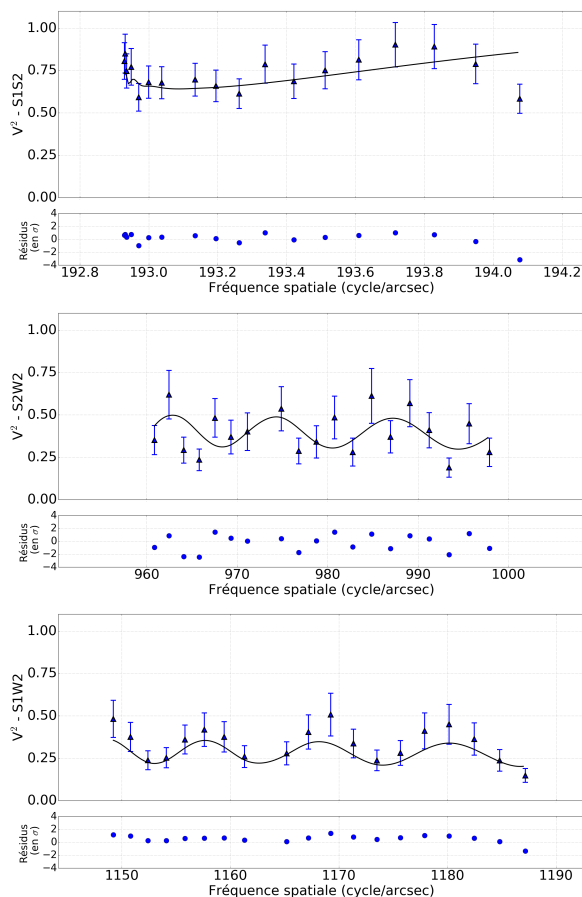 1.00
0.75
0.50
0.25
0.00
V² - S1S2
4
2
0
−2
−4
Résidus
(en σ)
192.8 193.0 193.2 193.4 193.6 193.8 194.0 194.2
Fréquence spatiale (cycle/arcsec)
1.00
0.75
0.50
0.25
0.00
V² - S2W2
4
2
0
−2
−4
Résidus
(en σ)
960 970 980 990 1000
Fréquence spatiale (cycle/arcsec)
1.00
0.75
0.50
0.25
0.00
V² - S1W2
4
2
0
−2
−4
Résidus
(en σ)
1150 1160 1170 1180 1190
Fréquence spatiale (cycle/arcsec)